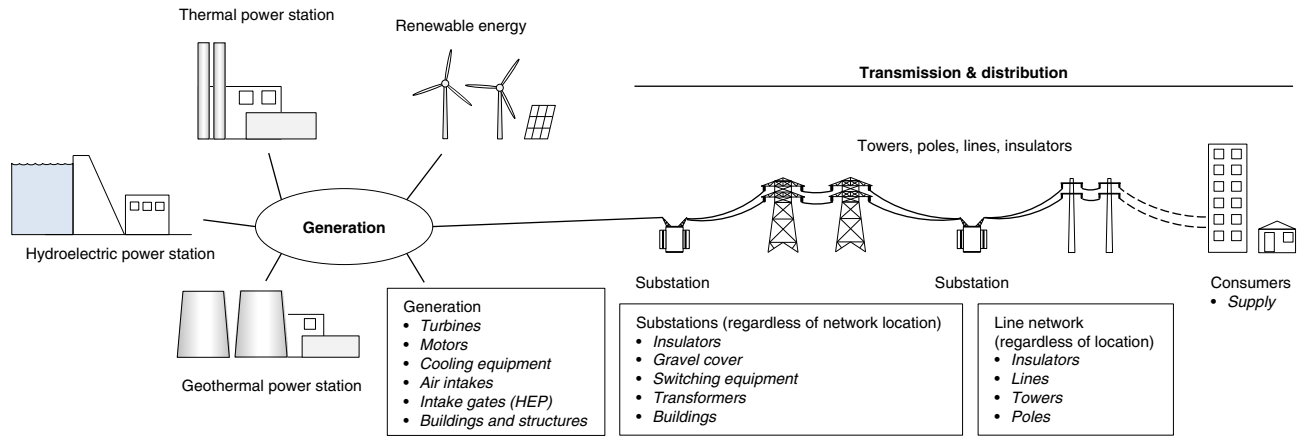 Thermal power station
Renewable energy
Transmission & distribution
Towers, poles, lines, insulators
Generation
Hydroelectric power station
Geothermal power station
Substation
Substation
Consumers
• Supply
Generation
• Turbines
• Motors
• Cooling equipment
• Air intakes
• Intake gates (HEP)
• Buildings and structures
Substations (regardless of network location)
• Insulators
• Gravel cover
• Switching equipment
• Transformers
• Buildings
Line network
(regardless of location)
• Insulators
• Lines
• Towers
• Poles